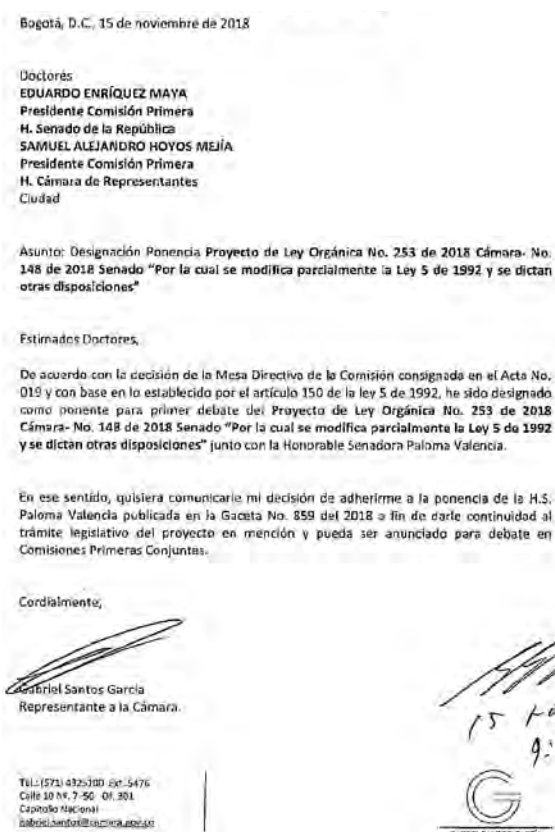 Bogotá, D.C., 15 de noviembre de 2018
Doctores
EDUARDO ENRÍQUEZ MAYA
Presidente Comisión Primera
H. Senado de la República
SAMUEL ALEJANDRO HOYOS MEJÍA
Presidente Comisión Primera
H. Cámara de Representantes
Ciudad
Asunto: Designación Ponencia Proyecto de Ley Orgánica No. 253 de 2018 Cámara- No.
148 de 2018 Senado "Por la cual se modifica parcialmente la Ley 5 de 1992 y se dictan
otras disposiciones"
Estimados Doctores,
De acuerdo con la decisión de la Mesa Directiva de la Comisión consignada en el Acta No.
019 y con base en lo establecido por el artículo 150 de la ley 5 de 1992, he sido designado
como ponente para primer debate del Proyecto de Ley Orgánica No. 253 de 2018
Cámara- No. 148 de 2018 Senado "Por la cual se modifica parcialmente la Ley 5 de 1992
y se dictan otras disposiciones" junto con la Honorable Senadora Paloma Valencia.
En ese sentido, quisiera comunicarle mi decisión de adherirme a la ponencia de la H.S.
Paloma Valencia publicada en la Gaceta No. 859 del 2018 a fin de darle continuidad al
trámite legislativo del proyecto en mención y pueda ser anunciado para debate en
Comisiones Primeras Conjuntas.
Cordialmente,
Gabriel Santos García
Representante a la Cámara.
15
Tel.: (571) 4325100 Ext. 5476
Calle 10 Nº. 7-50 Of. 301
Capitolio Nacional
gabriel.santos@camara.gov.co